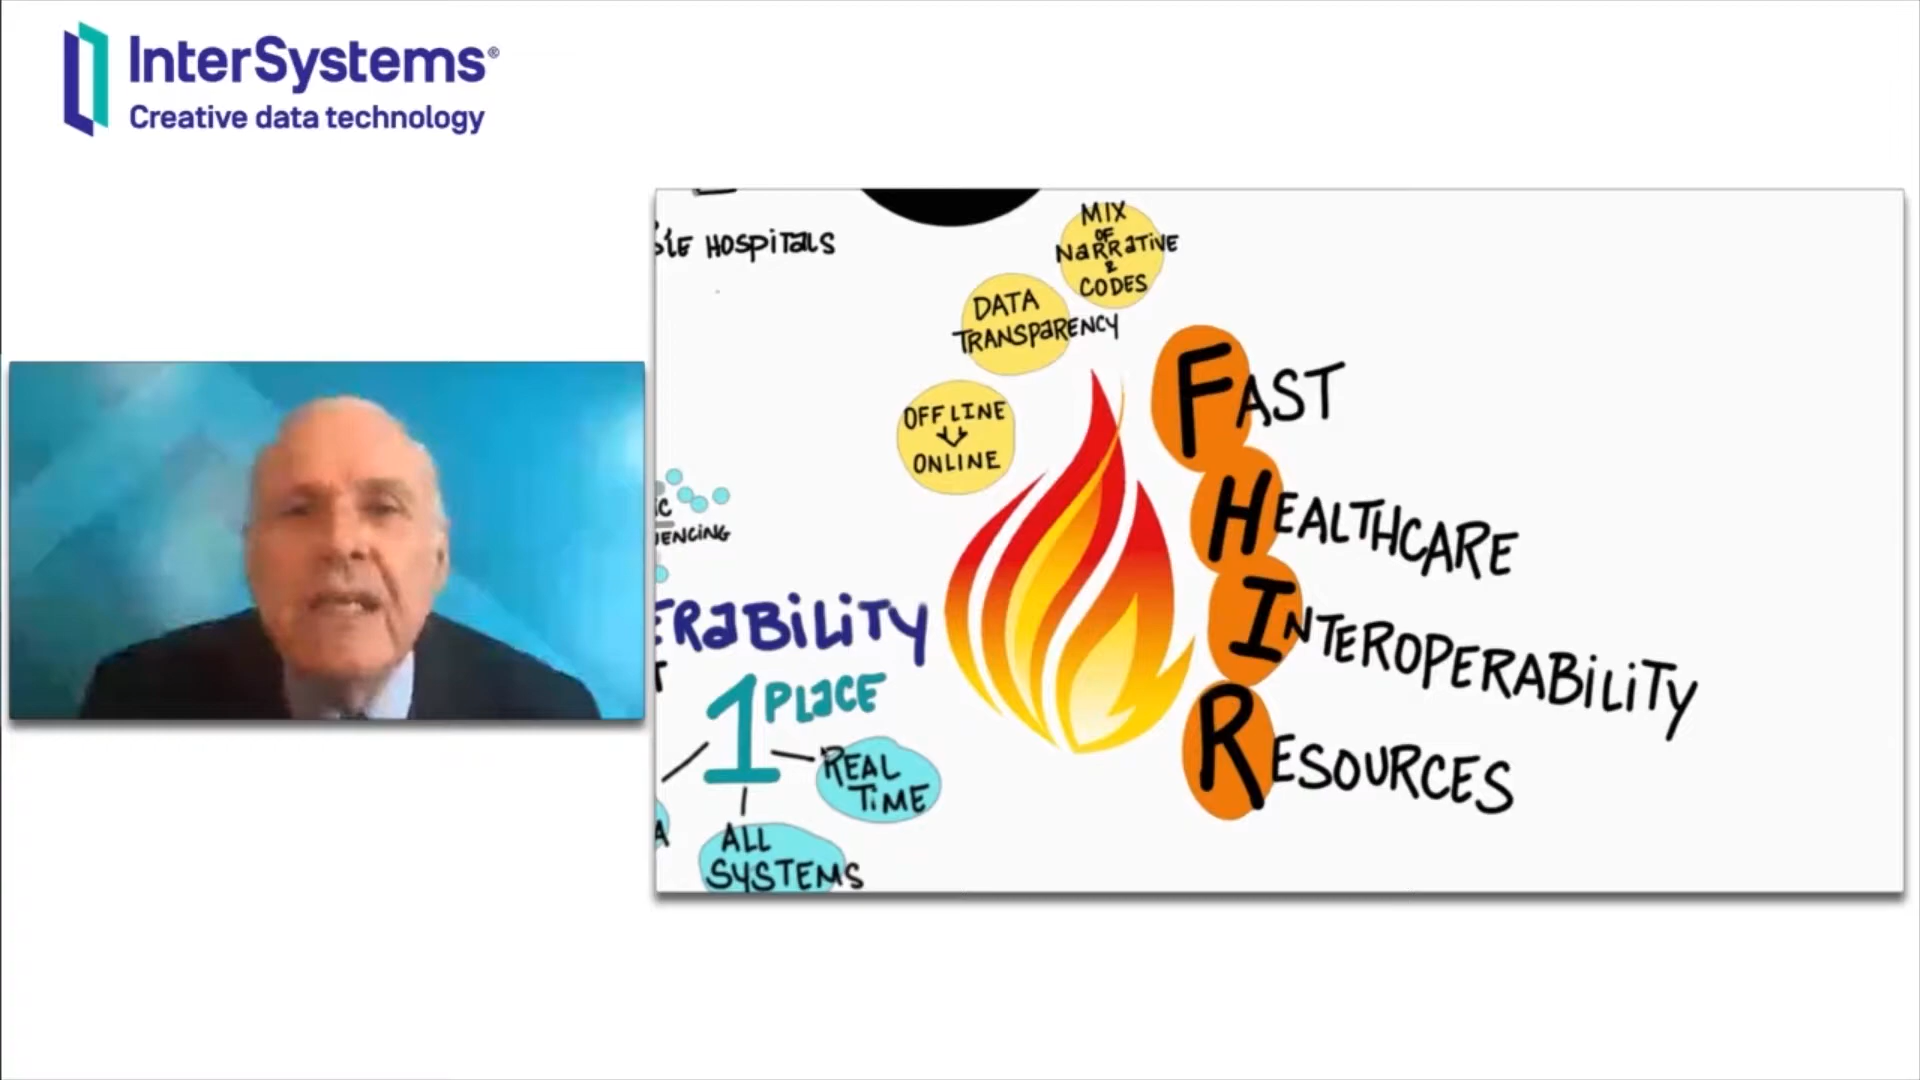 InterSystems®
Creative data technology
HOSPITALS
MIX
OF
NARRATIVE
&
CODES
DATA
TRANSPARENCY
OFFLINE
ONLINE
FAST
HEALTHCARE
INTEROPERABILITY
RESOURCES
1 PLACE
REAL
TIME
ALL
SYSTEMS